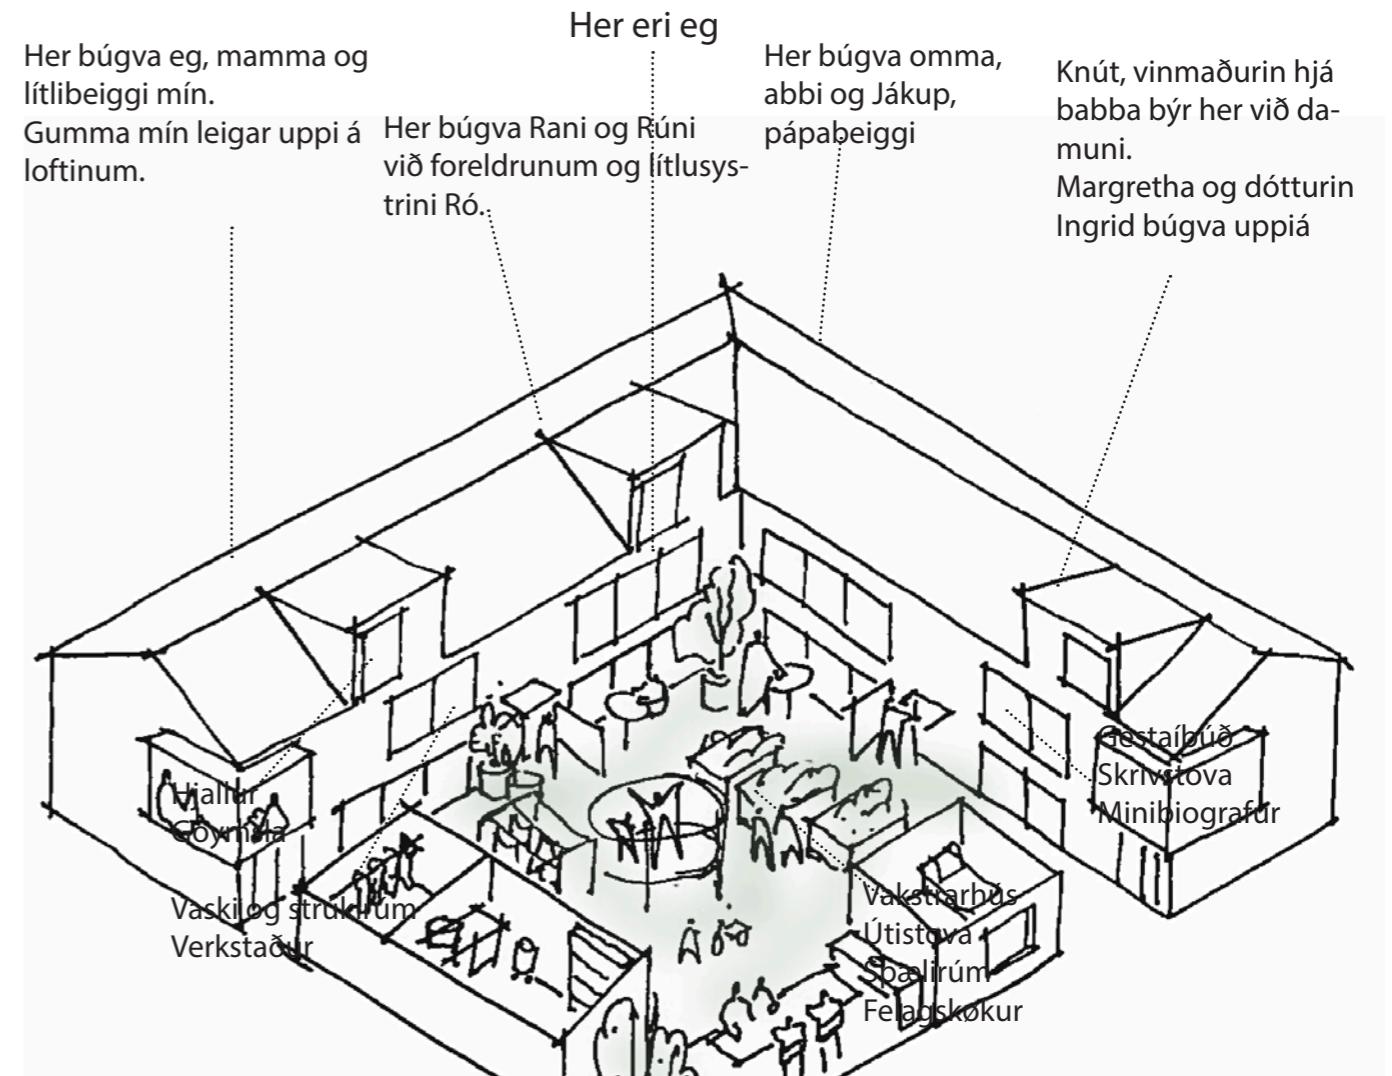 Her eri eg
Her búgva eg, mamma og
lítlibeiggi mín.
Gumma mín leigar uppi á
loftinum.
Her búgva Rani og Rúni
við foreldrunum og lítlusys-
trini Ró.
Her búgva omma,
abbi og Jákup,
pápabeiggi
Knút, vinmaðurin hjá
babba býr her við da-
muni.
Margretha og dótturin
Ingrid búgva uppiá
Hjallur
Goymsla
Vaski og strúkirúm
Verkstaður
Gestaíbúð
Skrivstova
Minibiografur
Vakstrarhús
Útistova
Spælirúm
Felagskøkur